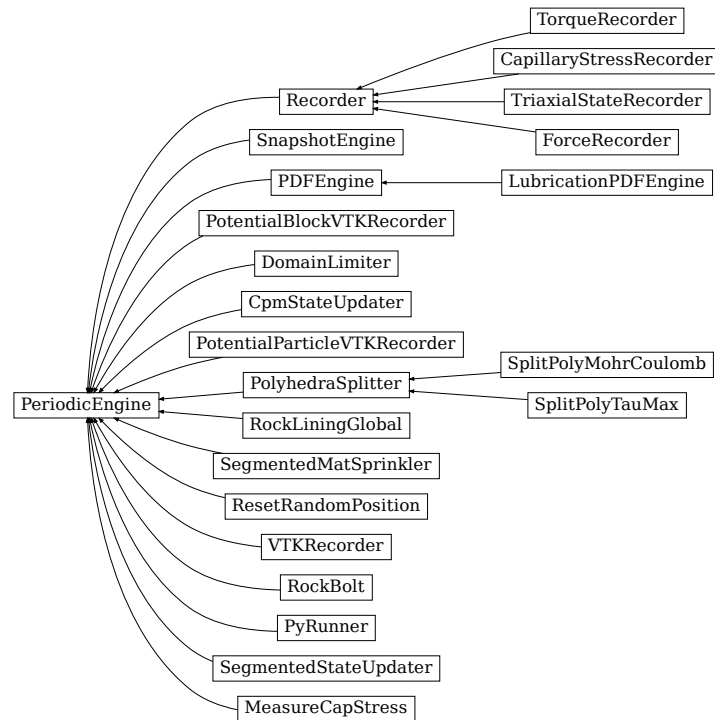 TorqueRecorder
CapillaryStressRecorder
Recorder
TriaxialStateRecorder
SnapshotEngine
ForceRecorder
PDFEngine
LubricationPDFEngine
PotentialBlockVTKRecorder
DomainLimiter
CpmStateUpdater
PotentialParticleVTKRecorder
SplitPolyMohrCoulomb
PolyhedraSplitter
PeriodicEngine
SplitPolyTauMax
RockLiningGlobal
SegmentedMatSprinkler
ResetRandomPosition
VTKRecorder
RockBolt
PyRunner
SegmentedStateUpdater
MeasureCapStress